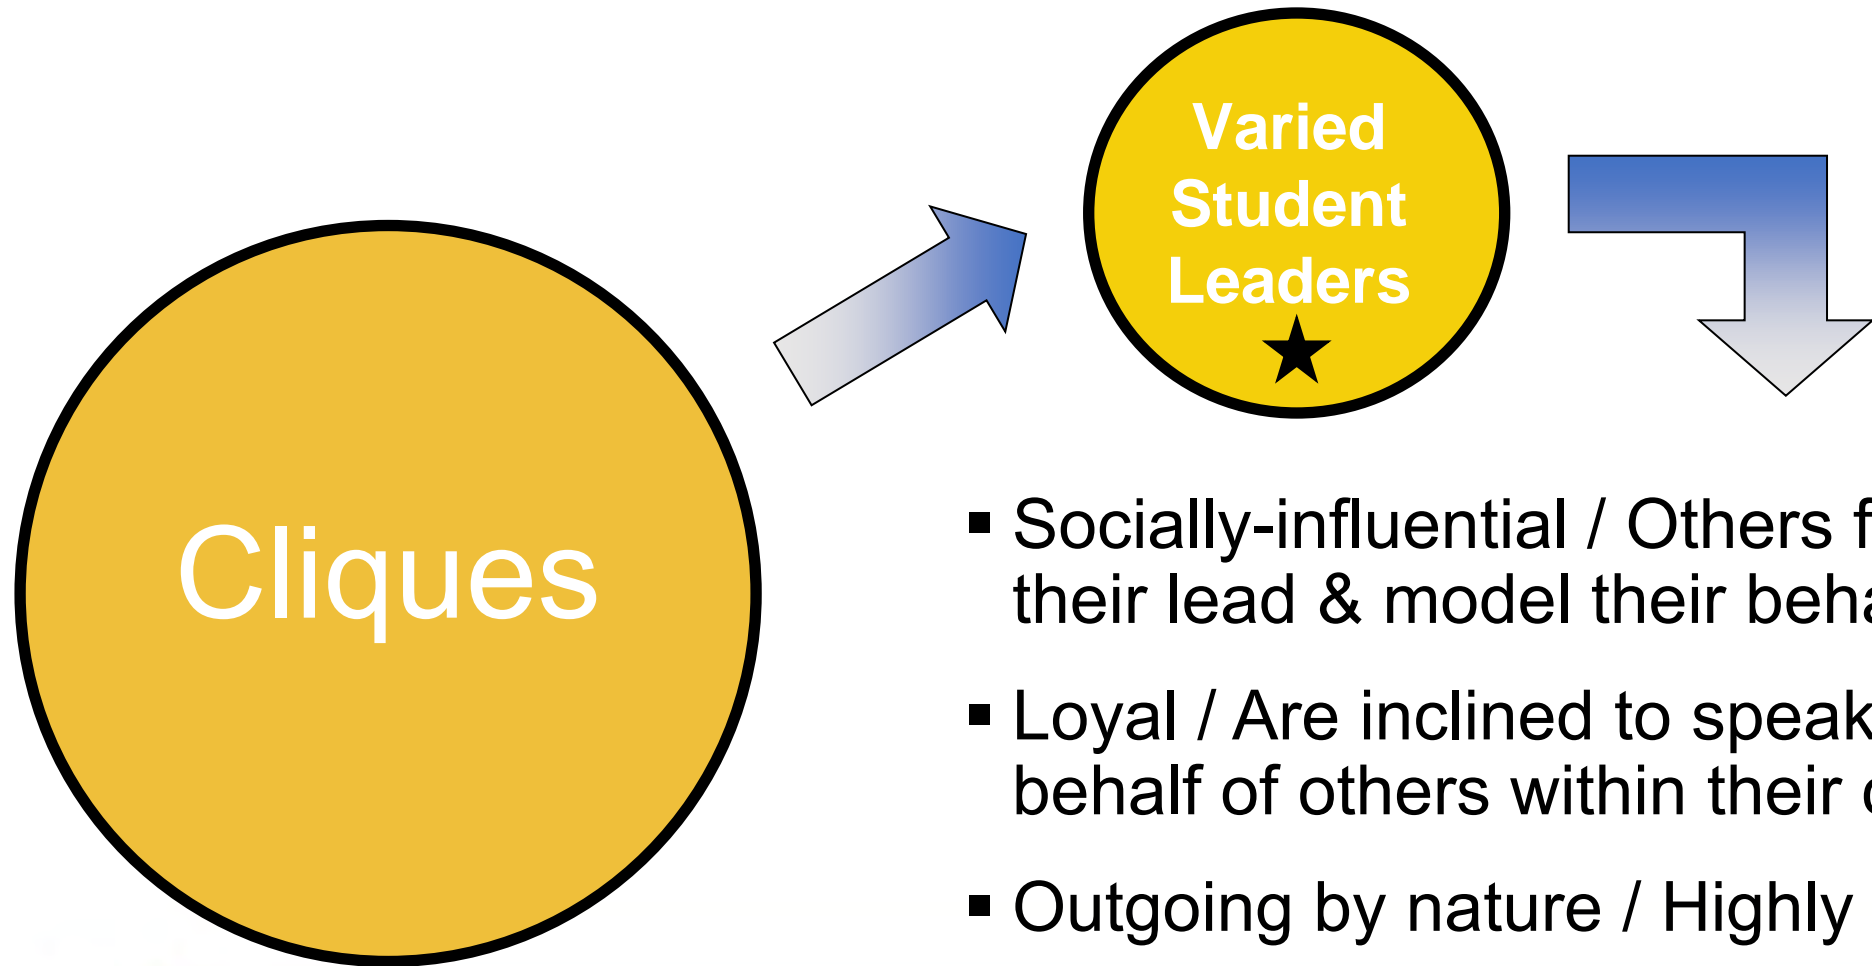 Varied
Student
Leaders
Cliques
▪ Socially-influential / Others
their lead & model their
▪ Loyal / Are inclined to speak
behalf of others within their
▪ Outgoing by nature / Highly